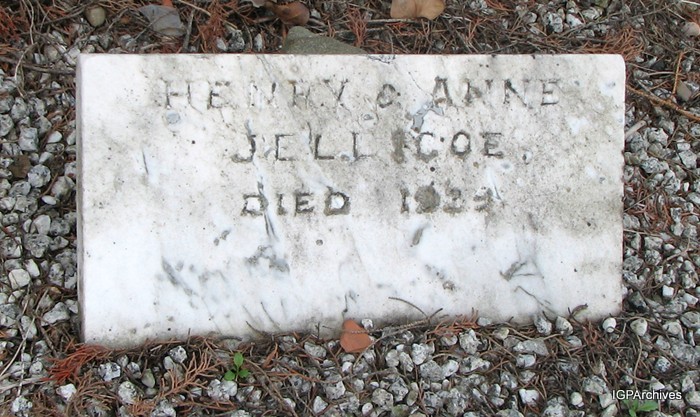 HENRY & ANNE
JELLICOE
DIED
IGPArchives